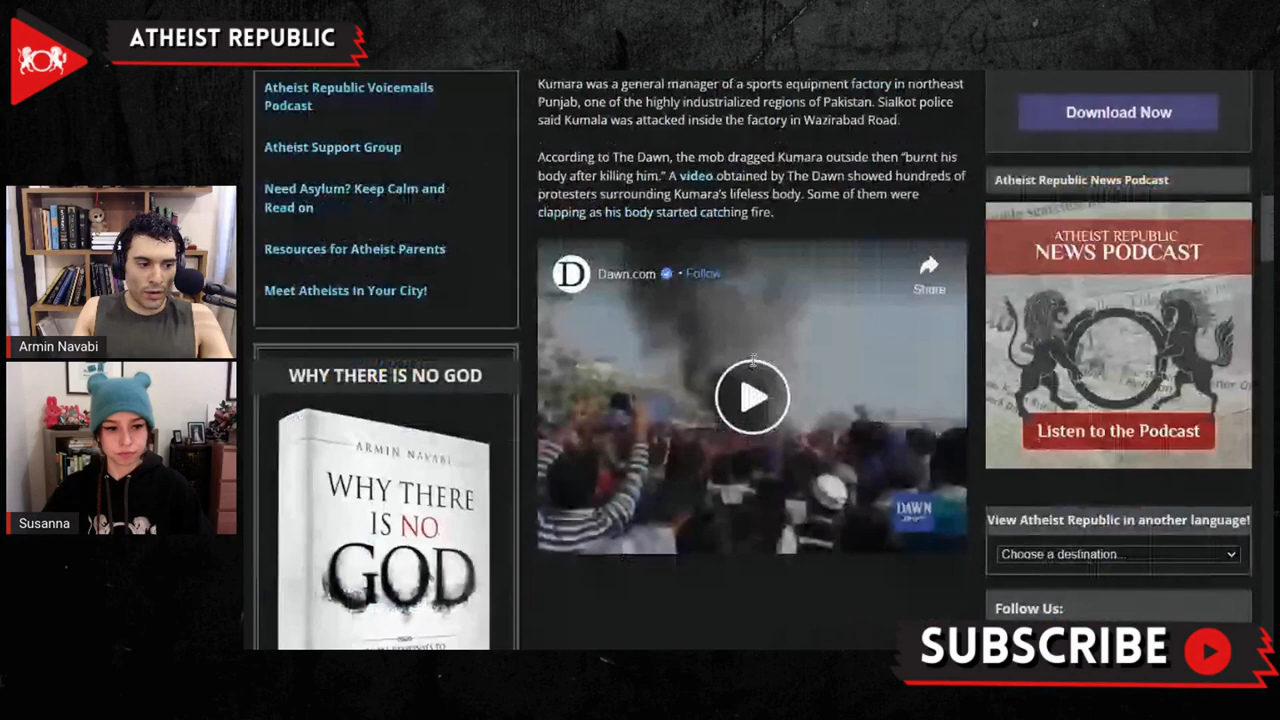 ATHEIST REPUBLIC
Atheist Republic Voicemails
Podcast
Atheist Support Group
Need Asylum? Keep Calm and
Read on
Resources for Atheist Parents
Meet Atheists in Your City!
WHY THERE IS NO GOD
ARMIN NAVABI
WHY THERE
IS NO
GOD
Kumara was a general manager of a sports equipment factory in northeast
Punjab, one of the highly industrialized regions of Pakistan. Sialkot police
said Kumala was attacked inside the factory in Wazirabad Road.
According to The Dawn, the mob dragged Kumara outside then “burnt his
body after killing him.” A video obtained by The Dawn showed hundreds of
protesters surrounding Kumara’s lifeless body. Some of them were
clapping as his body started catching fire.
D
Dawn.com • Follow
Share
DAWN
Download Now
Atheist Republic News Podcast
ATHEIST REPUBLIC
NEWS PODCAST
Listen to the Podcast
View Atheist Republic in another language!
Choose a destination...
Follow Us:
Armin Navabi
Susanna
SUBSCRIBE